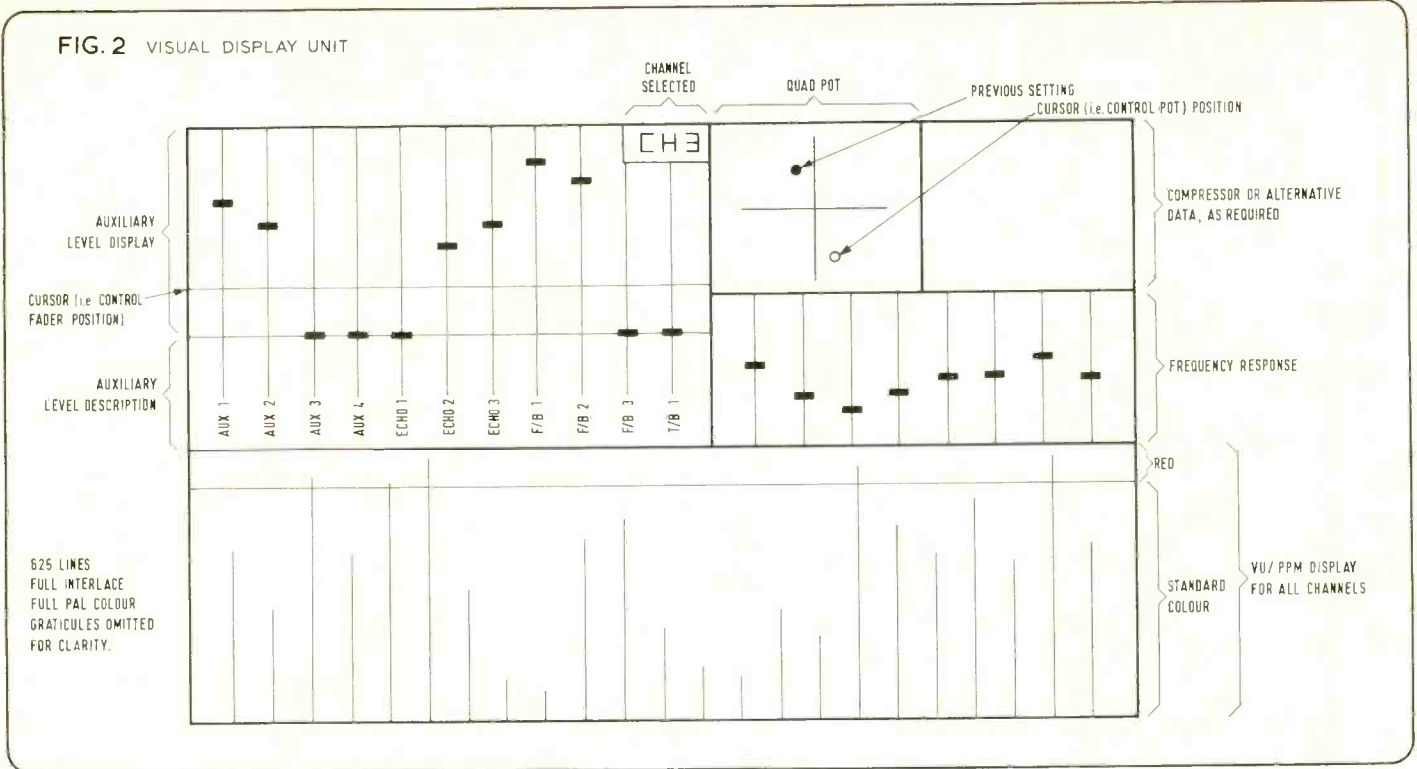 FIG. 2 VISUAL DISPLAY UNIT
CHANNEL
SELECTED
QUAD POT
PREVIOUS SETTING
CURSOR (i.e. CONTROL POT) POSITION
CH3
AUXILIARY
LEVEL DISPLAY
COMPRESSOR OR ALTERNATIVE
DATA, AS REQUIRED
CURSOR (i.e. CONTROL
FADER POSITION)
AUXILIARY
LEVEL DESCRIPTION
AUX 1
AUX 2
AUX 3
AUX 4
ECHO 1
ECHO 2
ECHO 3
F/B 1
F/B 2
F/B 3
T/B 1
FREQUENCY RESPONSE
RED
625 LINES
FULL INTERLACE
FULL PAL COLOUR
GRATICULES OMITTED
FOR CLARITY.
STANDARD
COLOUR
VU/PPM DISPLAY
FOR ALL CHANNELS